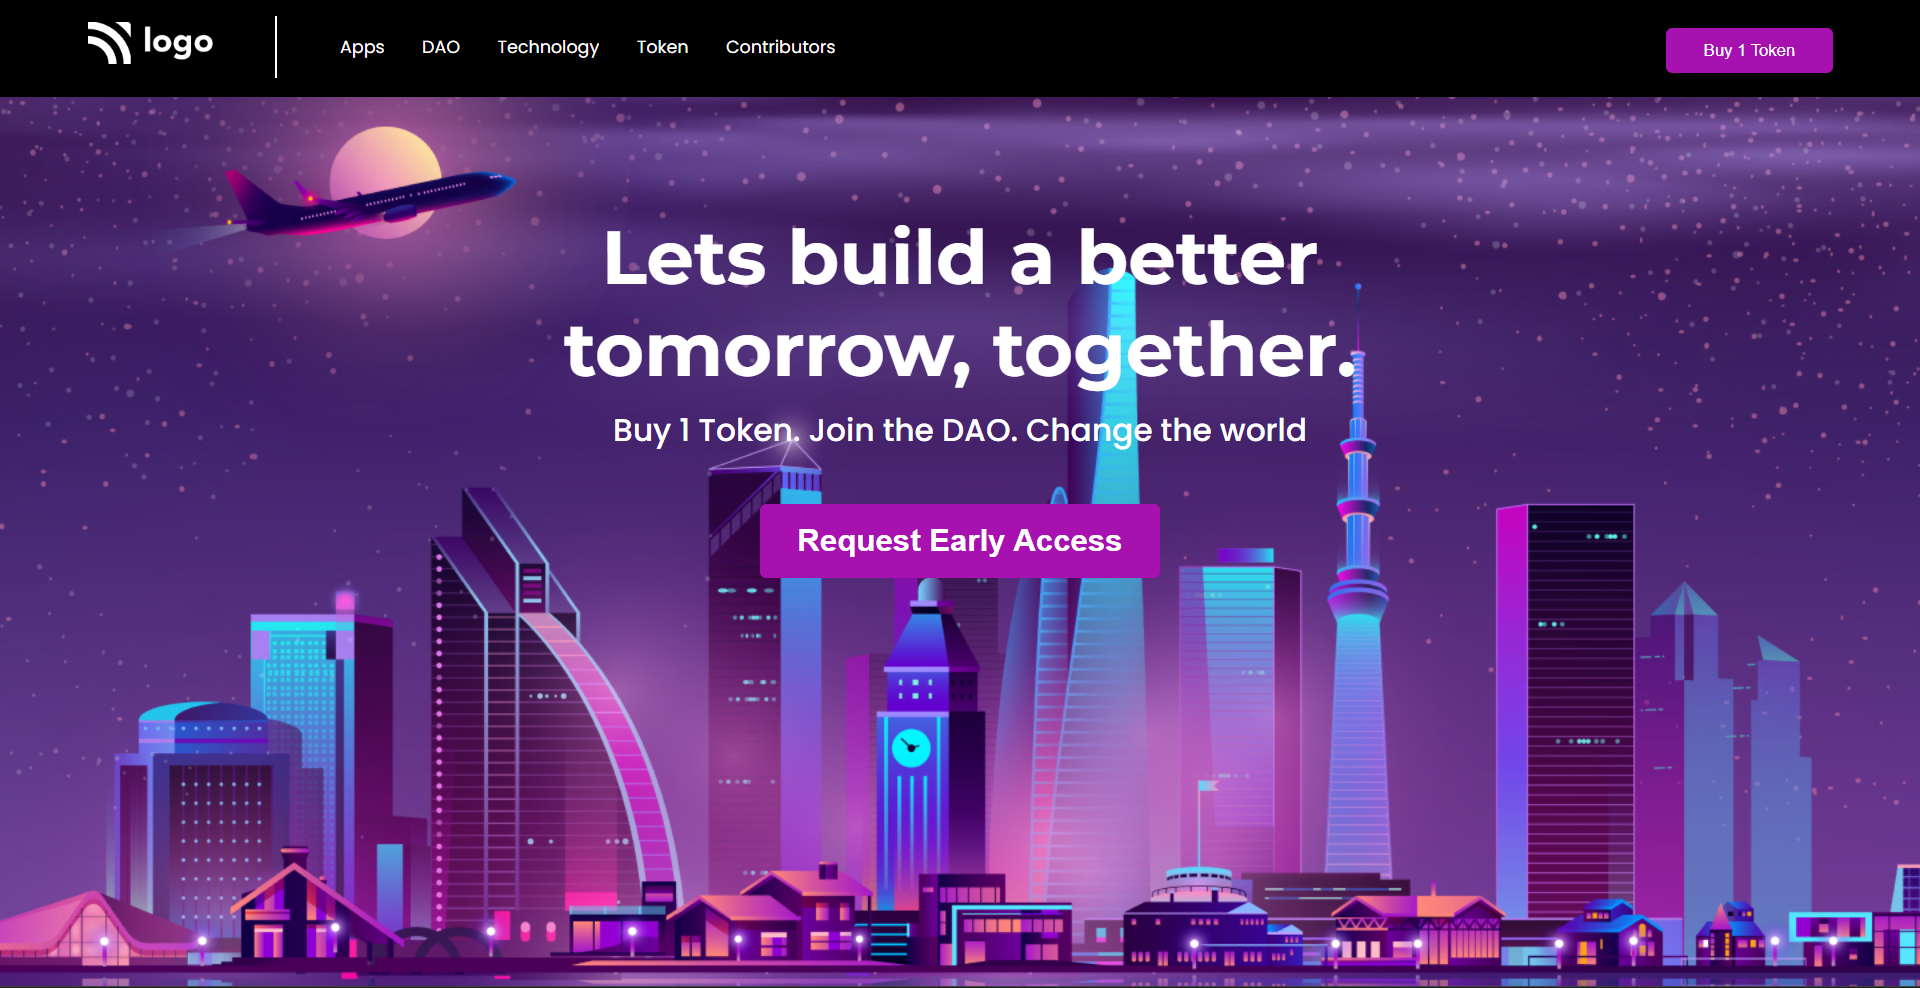 logo
Apps DAO Technology Token Contributors
Buy 1 Token
Lets build a better
tomorrow, together.
Buy 1 Token. Join the DAO. Change the world
Request Early Access